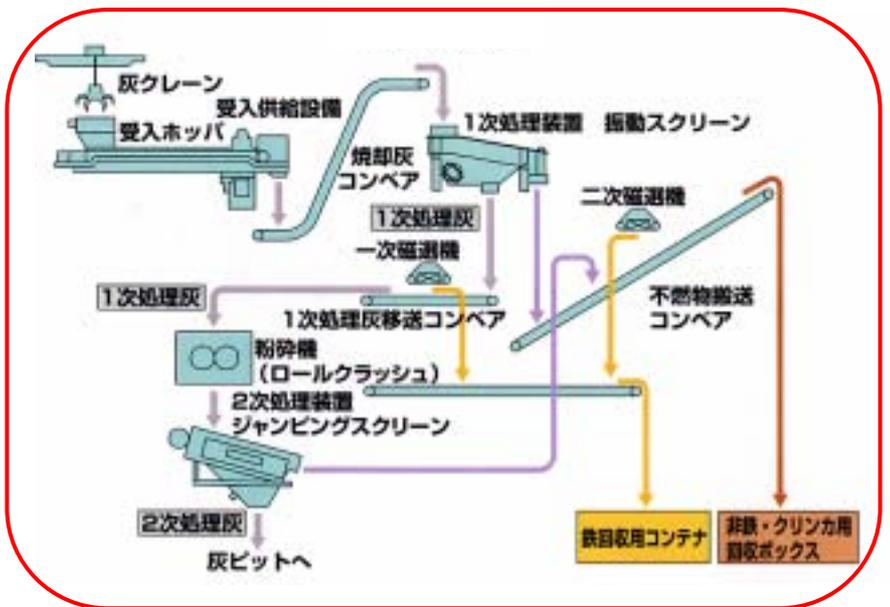 灰クレーン
受入供給設備
受入ホッパ
1次処理装置 振動スクリーン
焼却灰
コンベア
二次磁選機
1次処理灰
一次磁選機
1次処理灰
不燃物搬送
コンベア
1次処理灰移送コンベア
粉砕機
（ロールクラッシュ）
2次処理装置
ジャンピングスクリーン
2次処理灰
鉄回収用コンテナ
非鉄・クリンカ用
回収ボックス
灰ピットへ